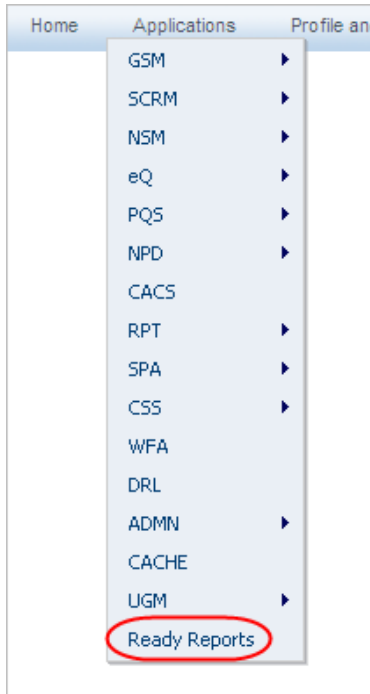 Home Applications Profile an
GSM
SCRM
NSM
eQ
PQS
NPD
CACS
RPT
SPA
CSS
WFA
DRL
ADMN
CACHE
UGM
Ready Reports